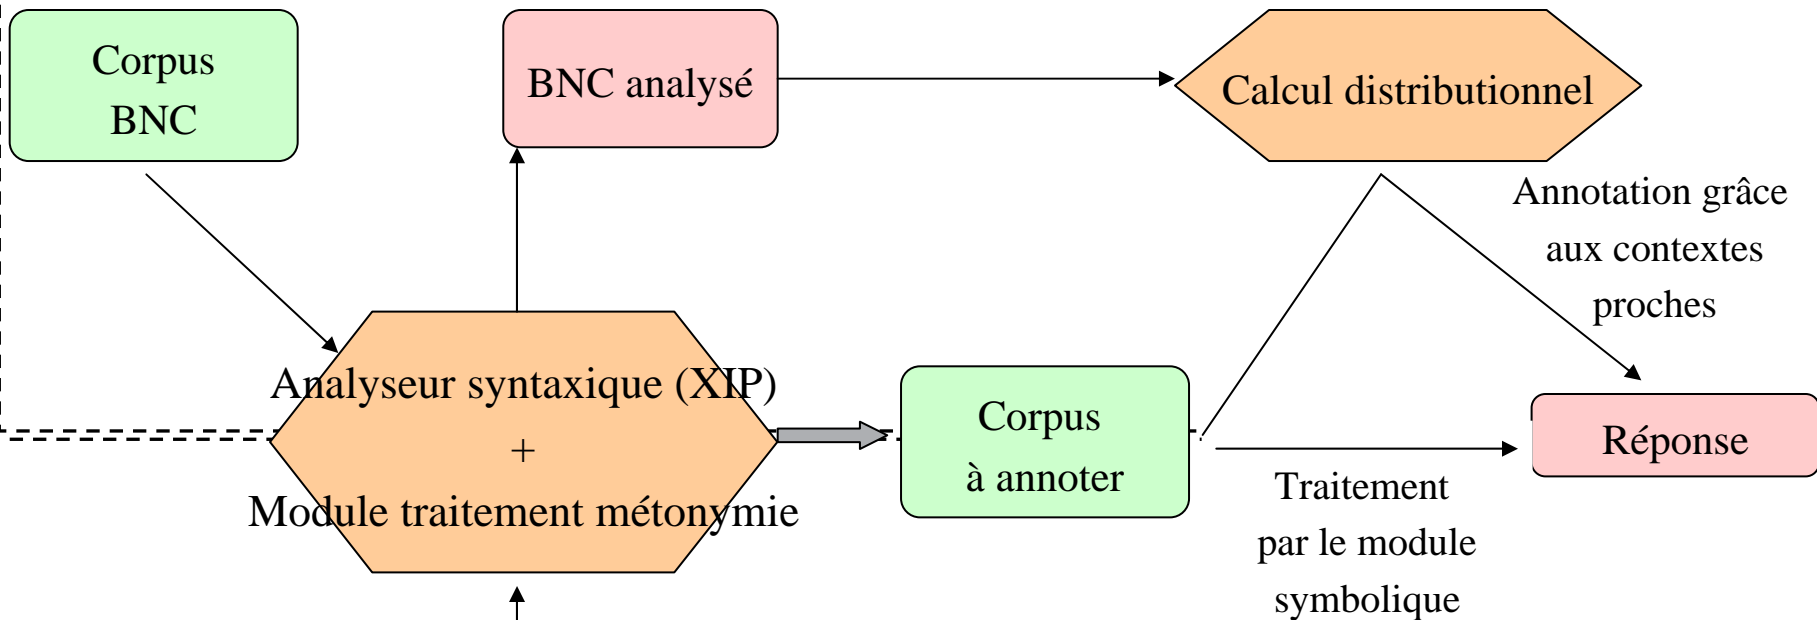 Corpus
BNC
BNC analysé
Calcul distributionnel
Annotation grâce
aux contextes
proches
Analyseur syntaxique (XIP)
+
Module traitement métonymie
Corpus
à annoter
Réponse
Traitement
par le module
symbolique